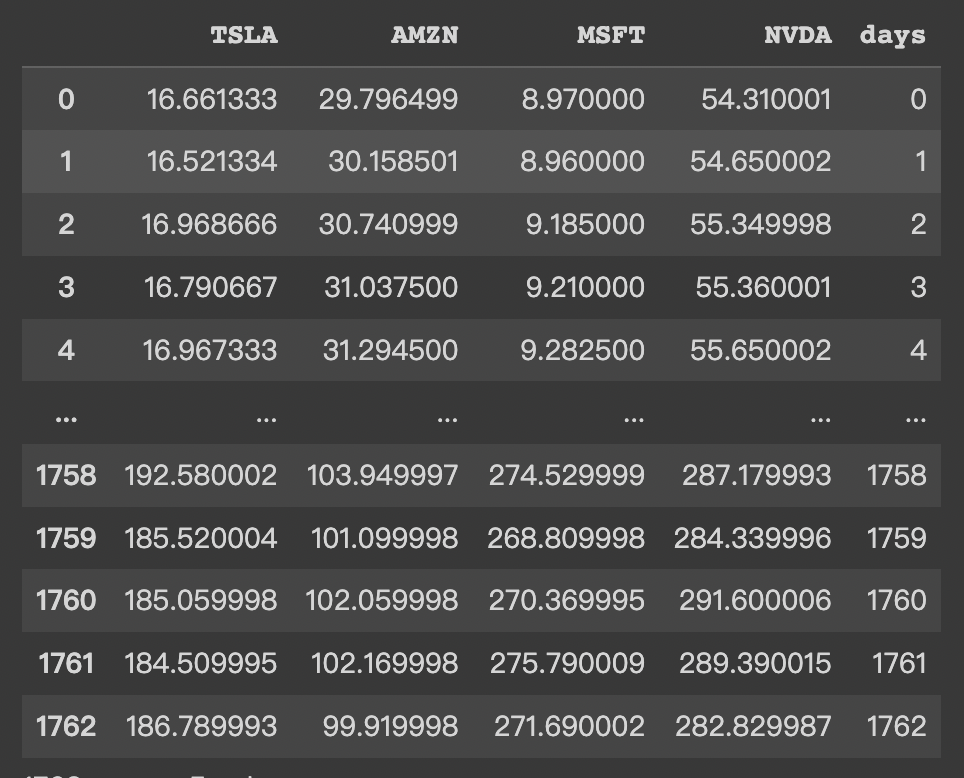 TSLA AMZN MSFT NVDA days
0 16.661333 29.796499 8.970000 54.310001 0
1 16.521334 30.158501 8.960000 54.650002 1
2 16.968666 30.740999 9.185000 55.349998 2
3 16.790667 31.037500 9.210000 55.360001 3
4 16.967333 31.294500 9.282500 55.650002 4
... ... ... ... ... ...
1758 192.580002 103.949997 274.529999 287.179993 1758
1759 185.520004 101.099998 268.809998 284.339996 1759
1760 185.059998 102.059998 270.369995 291.600006 1760
1761 184.509995 102.169998 275.790009 289.390015 1761
1762 186.789993 99.919998 271.690002 282.829987 1762